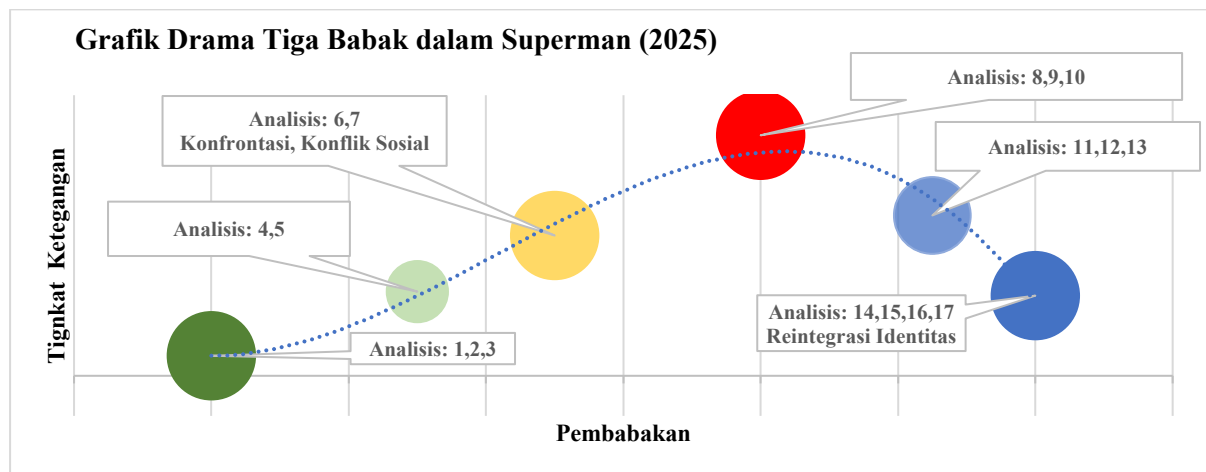 Grafik Drama Tiga Babak dalam Superman (2025)
Analisis: 8,9,10
Analisis: 6,7
Konfrontasi, Konflik Sosial
Analisis: 11,12,13
Analisis: 4,5
Analisis: 14,15,16,17
Reintegrasi Identitas
Analisis: 1,2,3
Tignkat Ketegangan
Pembabakan